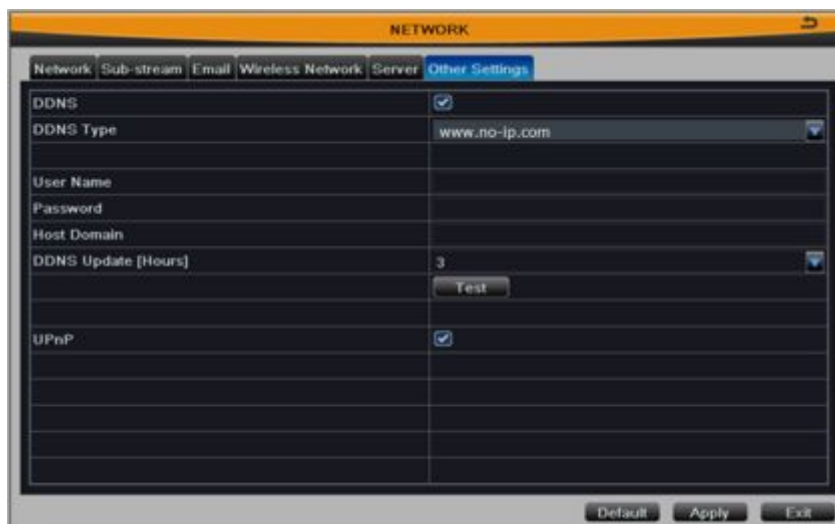 NETWORK
Network Sub-stream Email Wireless Network Server Other Settings
DDNS
DDNS Type www.no-ip.com
User Name
Password
Host Domain
DDNS Update [Hours] 3
Test
UPnP
Default Apply Exit